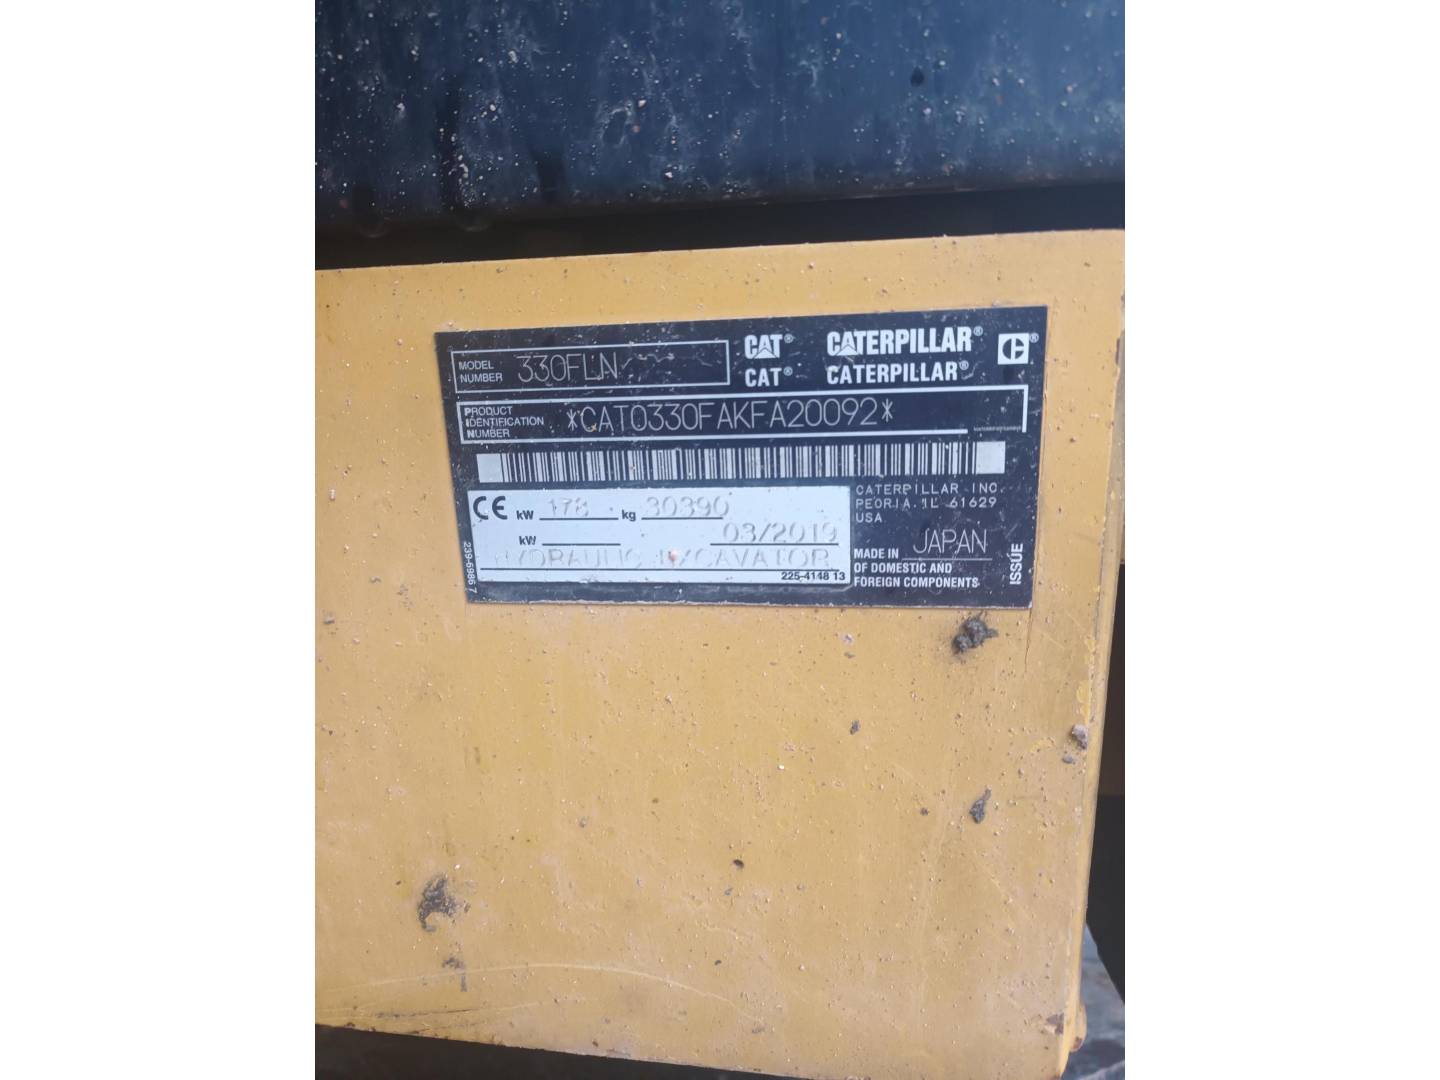 MODEL NUMBER 330FLN
CAT® CATERPILLAR®
CAT® CATERPILLAR®
PRODUCT IDENTIFICATION NUMBER *CAT0330FAKFA20092*
CE kW 178 kg 30390
kW 03/2019
HYDRAULIC EXCAVATOR
225-4148 13
239-6986 7
CATERPILLAR INC.
PEORIA IL 61629
USA
MADE IN JAPAN
OF DOMESTIC AND
FOREIGN COMPONENTS
ISSUE